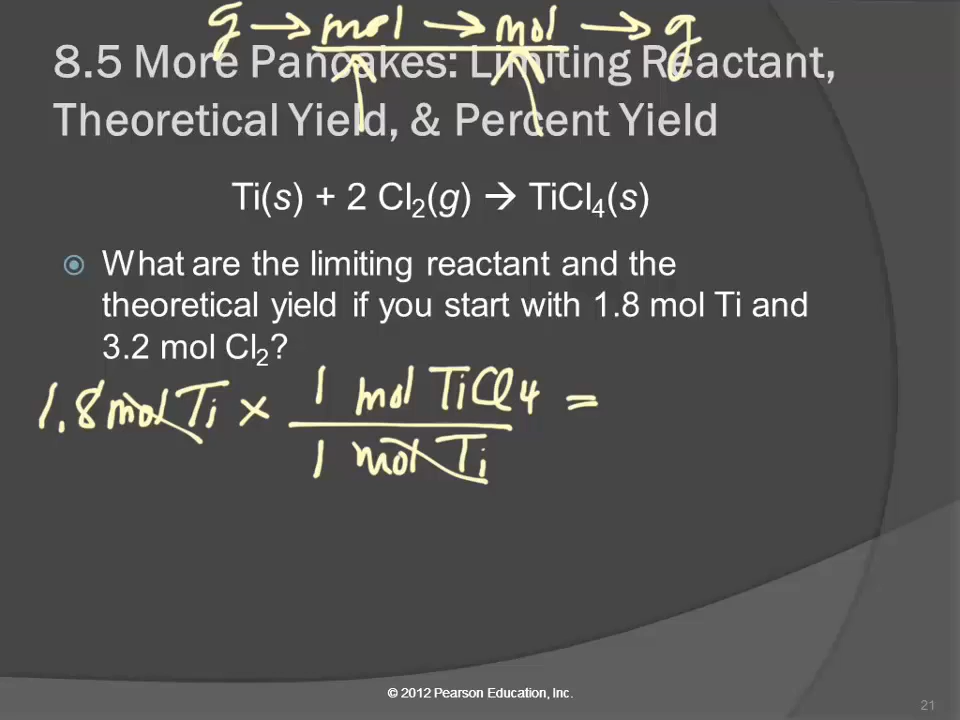 g → mol → mol → g
8.5 More Pancakes: Limiting Reactant,
Theoretical Yield, & Percent Yield
Ti(s) + 2 Cl₂(g) → TiCl₄(s)
What are the limiting reactant and the
theoretical yield if you start with 1.8 mol Ti and
3.2 mol Cl₂?
1.8 mol Ti × 1 mol TiCl4 =
1 mol Ti
© 2012 Pearson Education, Inc.
21